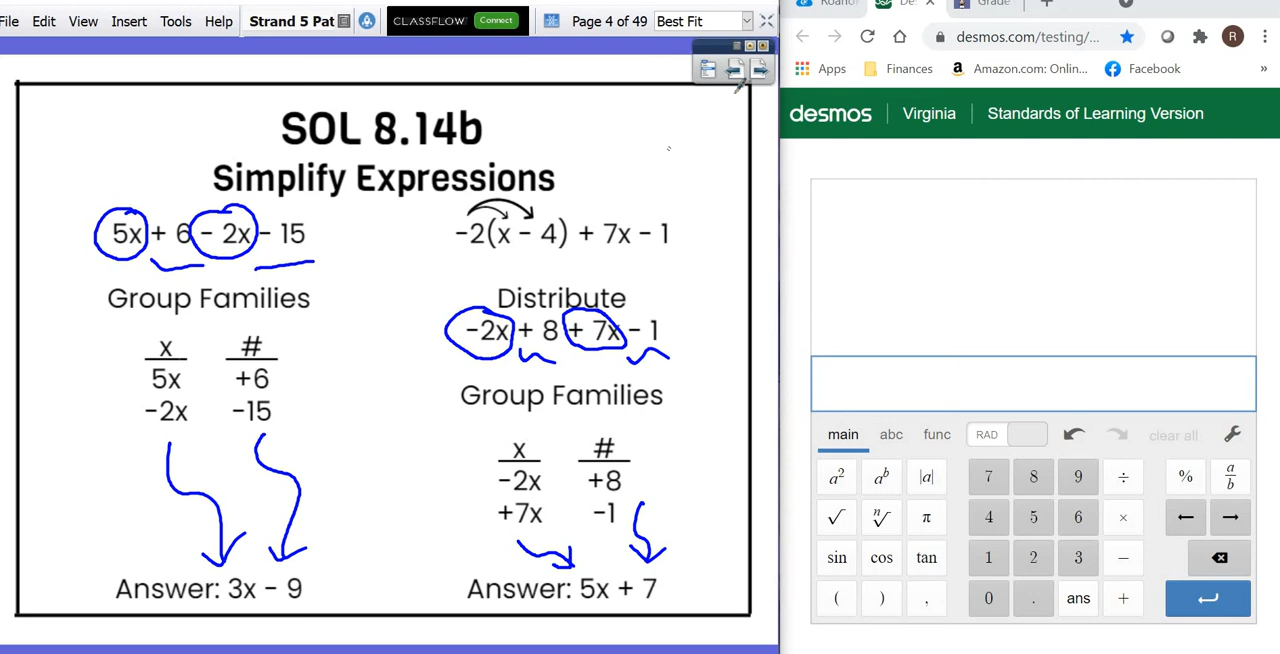 File Edit View Insert Tools Help Strand 5 Pat CLASSFLOW Connect Page 4 of 49 Best Fit
SOL 8.14b
Simplify Expressions
5x + 6 - 2x - 15
Group Families
x #
5x +6
-2x -15
Answer: 3x - 9
-2(x - 4) + 7x - 1
Distribute
-2x + 8 + 7x - 1
Group Families
x #
-2x +8
+7x -1
Answer: 5x + 7
Grade
desmos.com/testing/... R
Apps Finances Amazon.com: Onlin... Facebook »
desmos Virginia Standards of Learning Version
main abc func RAD clear all
a² aᵇ |a| 7 8 9 ÷ % a/b
√ ⁿ√ π 4 5 6 × ← →
sin cos tan 1 2 3 −
( ) , 0 . ans +